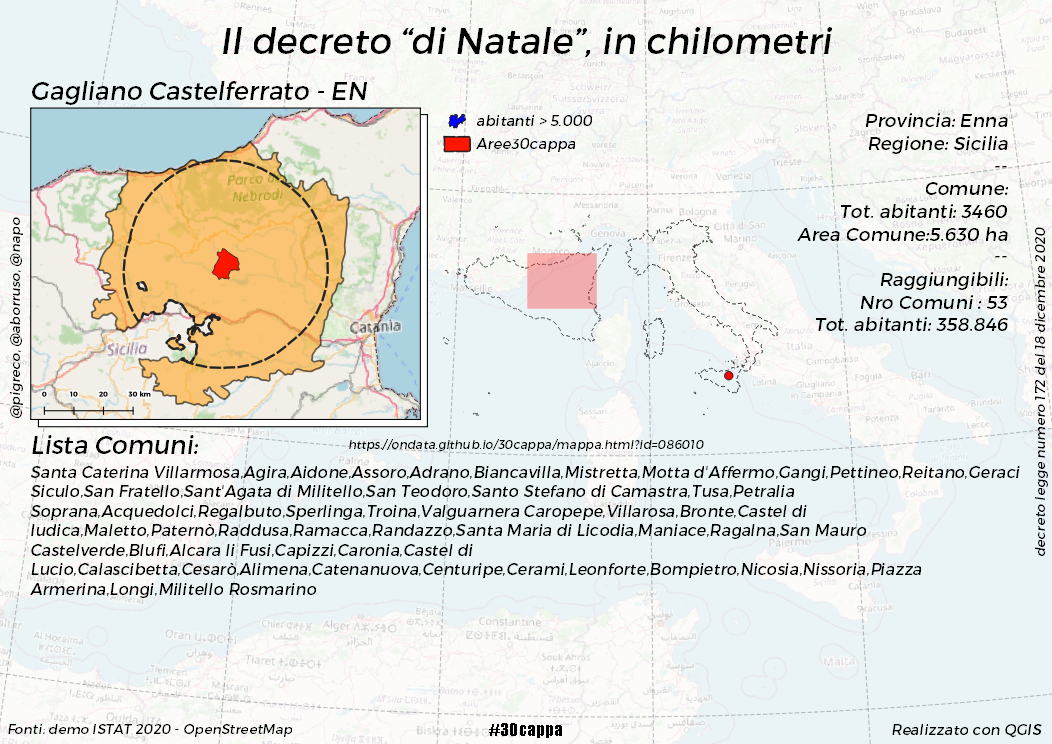 Il decreto “di Natale”, in chilometri
Gagliano Castelferrato - EN
abitanti > 5.000
Aree30cappa
Provincia: Enna
Regione: Sicilia
--
Comune:
Tot. abitanti: 3460
Area Comune:5.630 ha
--
Raggiungibili:
Nro Comuni : 53
Tot. abitanti: 358.846
Parco dei
Nebrodi
Catania
Sicilia
0 10 20 30 km
@pigreco, @aborruso, @napo
decreto legge numero 172 del 18 dicembre 2020
Lista Comuni:
https://ondata.github.io/30cappa/mappa.html?id=086010
Santa Caterina Villarmosa,Agira,Aidone,Assoro,Adrano,Biancavilla,Mistretta,Motta d'Affermo,Gangi,Pettineo,Reitano,Geraci
Siculo,San Fratello,Sant'Agata di Militello,San Teodoro,Santo Stefano di Camastra,Tusa,Petralia
Soprana,Acquedolci,Regalbuto,Sperlinga,Troina,Valguarnera Caropepe,Villarosa,Bronte,Castel di
Iudica,Maletto,Paternò,Raddusa,Ramacca,Randazzo,Santa Maria di Licodia,Maniace,Ragalna,San Mauro
Castelverde,Blufi,Alcara li Fusi,Capizzi,Caronia,Castel di
Lucio,Calascibetta,Cesarò,Alimena,Catenanuova,Centuripe,Cerami,Leonforte,Bompietro,Nicosia,Nissoria,Piazza
Armerina,Longi,Militello Rosmarino
Fonti: demo ISTAT 2020 - OpenStreetMap
#30cappa
Realizzato con QGIS